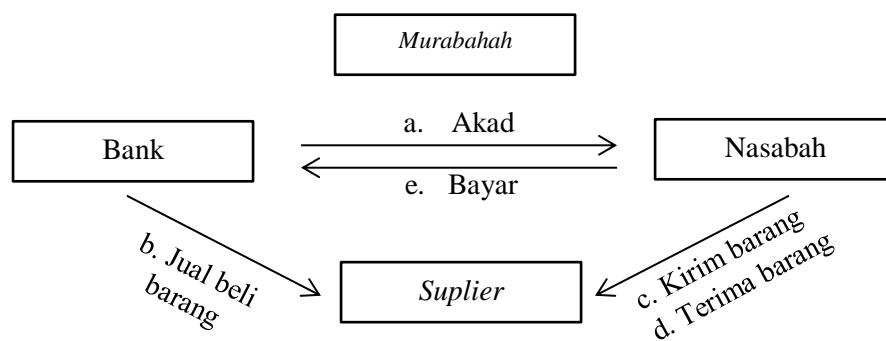 Murabahah
a. Akad
Bank
Nasabah
e. Bayar
b. Jual beli
barang
Suplier
c. Kirim barang
d. Terima barang